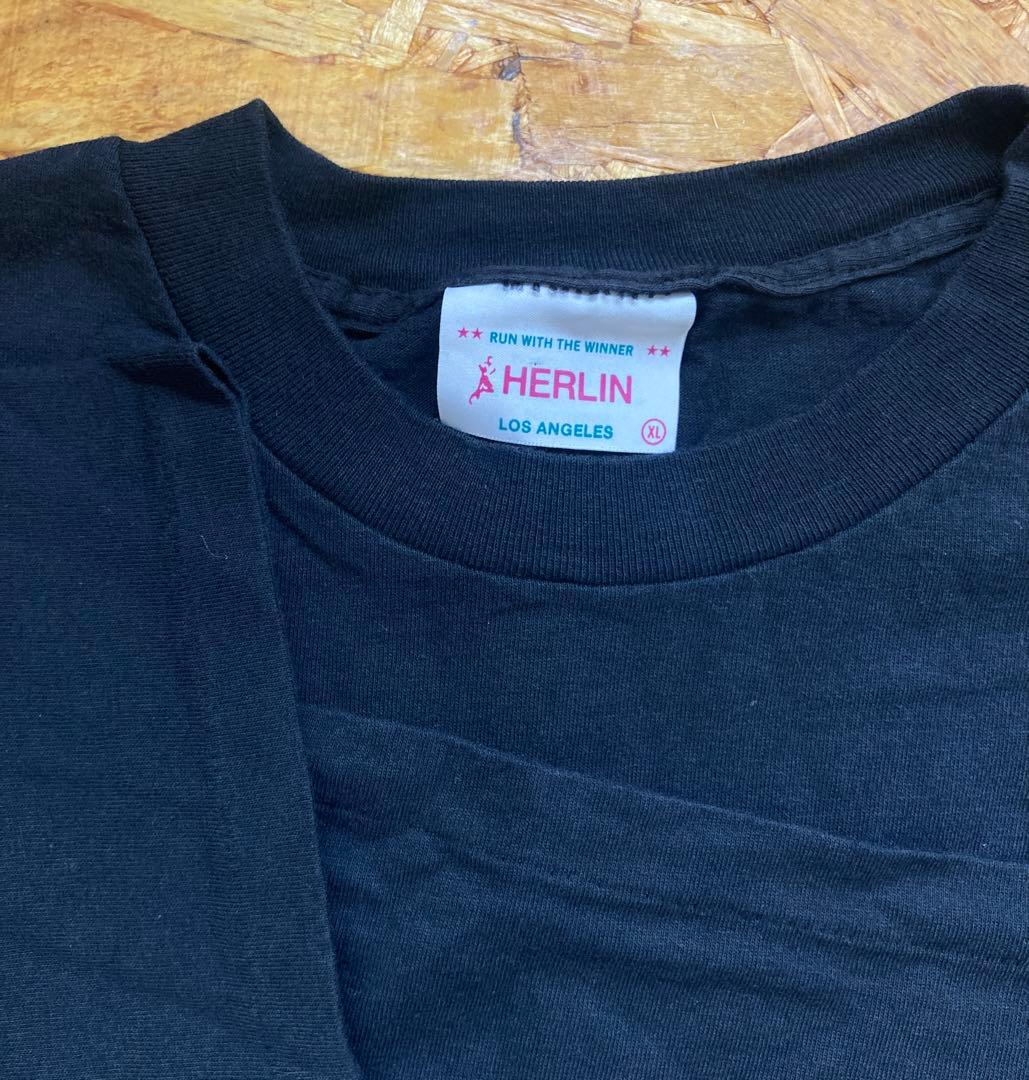 ★★ RUN WITH THE WINNER ★★
HERLIN
LOS ANGELES XL